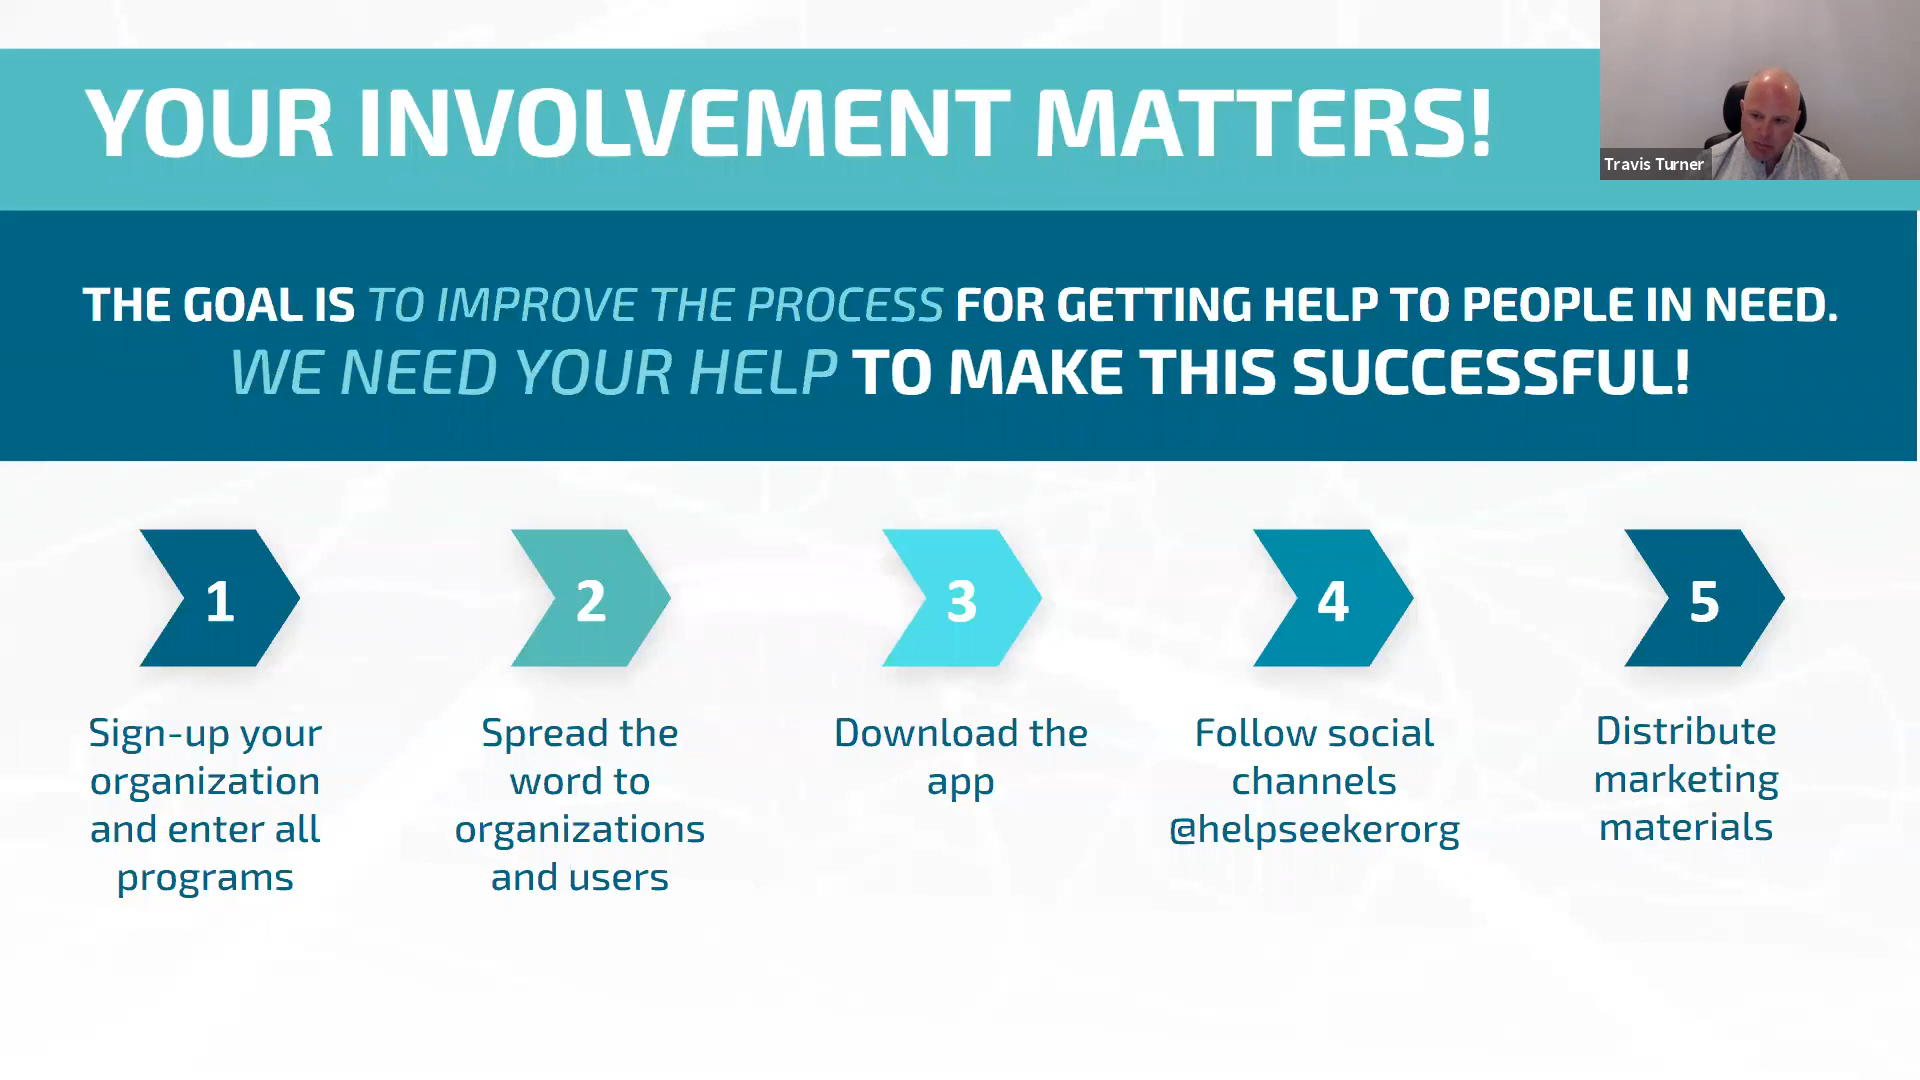 YOUR INVOLVEMENT MATTERS!
Travis Turner
THE GOAL IS TO IMPROVE THE PROCESS FOR GETTING HELP TO PEOPLE IN NEED.
WE NEED YOUR HELP TO MAKE THIS SUCCESSFUL!
1
Sign-up your
organization
and enter all
programs
2
Spread the
word to
organizations
and users
3
Download the
app
4
Follow social
channels
@helpseekerorg
5
Distribute
marketing
materials